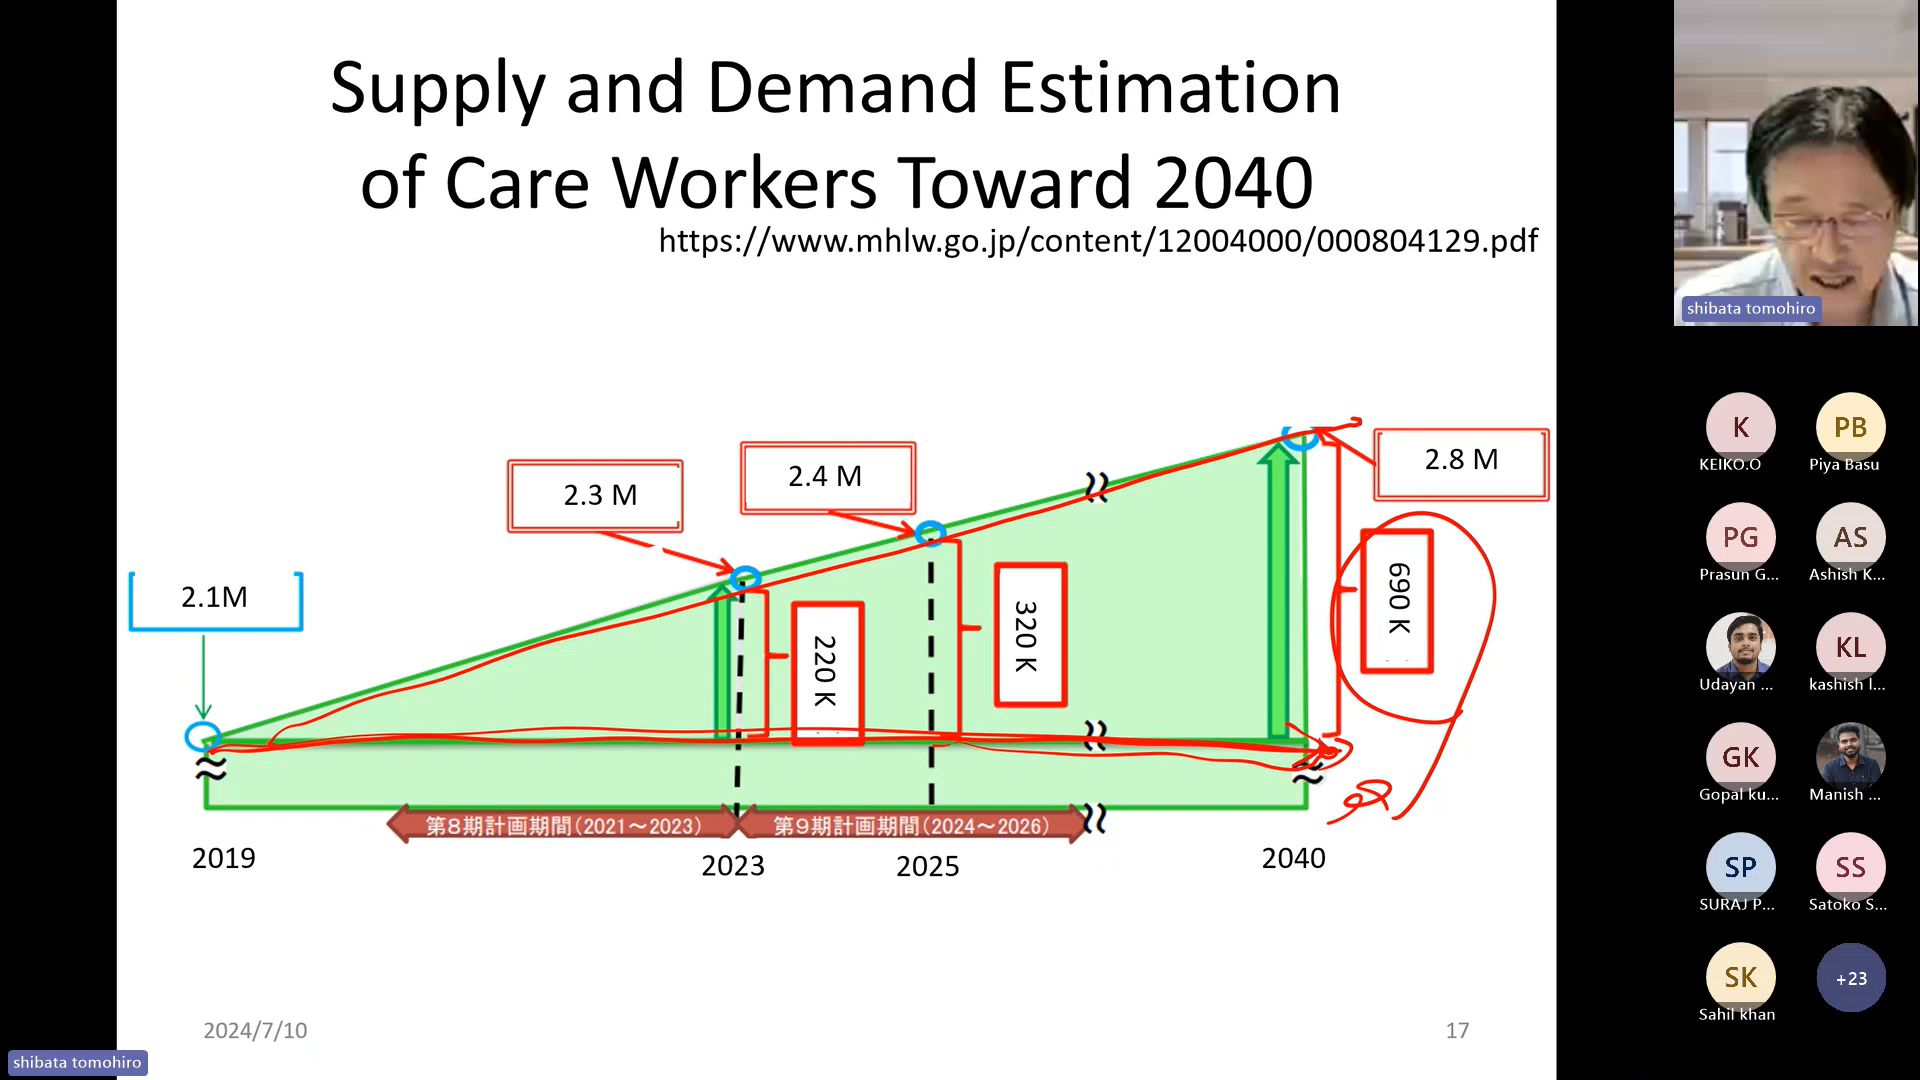 Supply and Demand Estimation
of Care Workers Toward 2040
https://www.mhlw.go.jp/content/12004000/000804129.pdf
2.1M
2.3 M
2.4 M
2.8 M
220 K
320 K
690 K
第8期計画期間(2021～2023)
第9期計画期間(2024～2026)
2019
2023
2025
2040
2024/7/10
17
shibata tomohiro
shibata tomohiro
K
KEIKO.O
PB
Piya Basu
PG
Prasun G...
AS
Ashish K...
Udayan ...
KL
kashish l...
GK
Gopal ku...
Manish ...
SP
SURAJ P...
SS
Satoko S...
SK
Sahil khan
+23